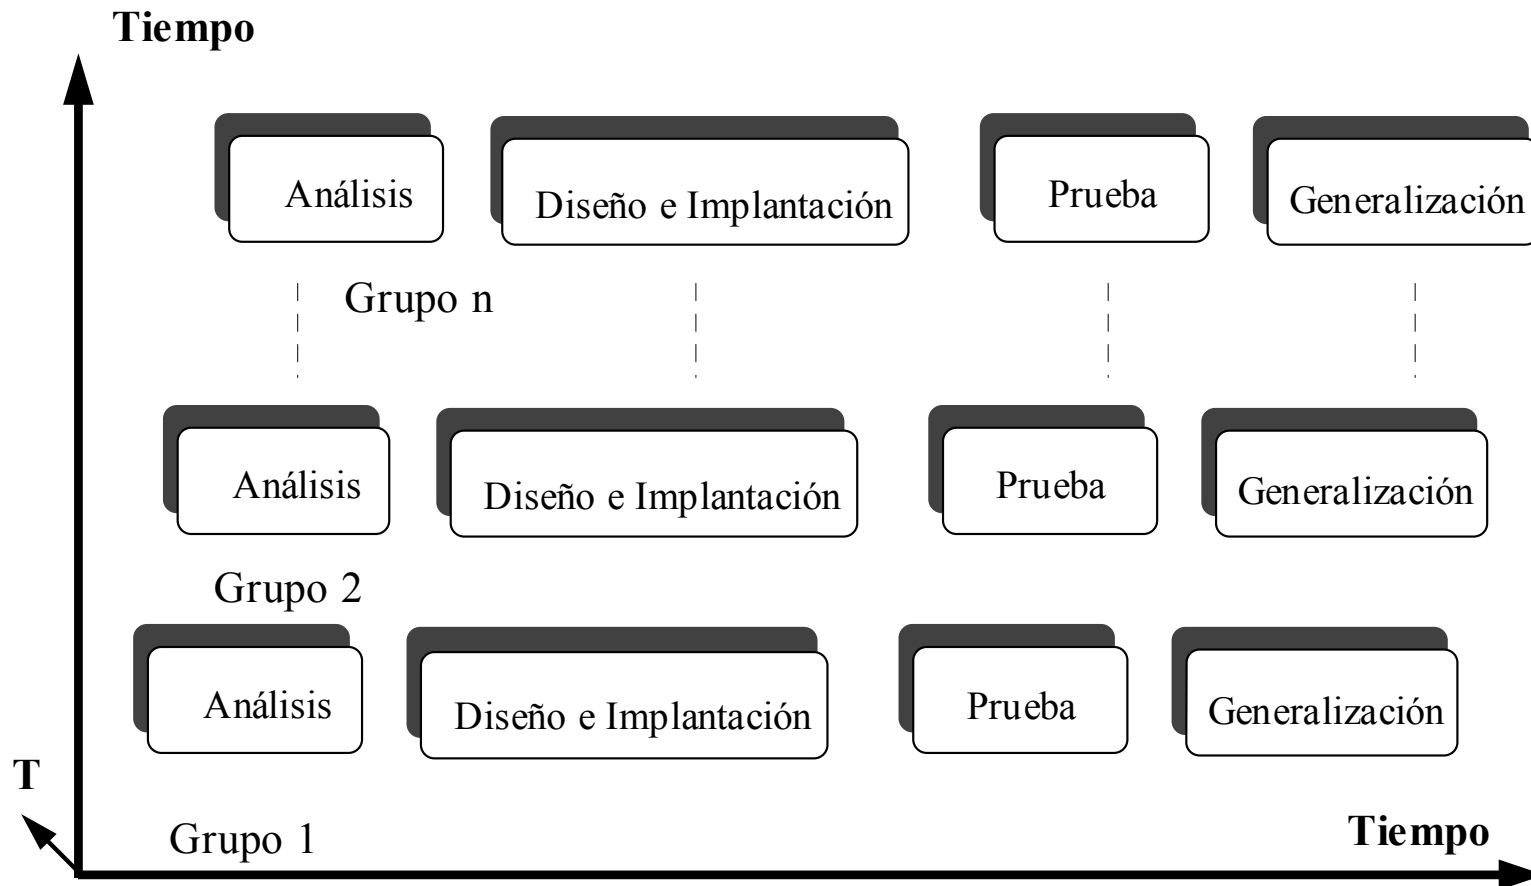 Tiempo
Análisis
Diseño e Implantación
Prueba
Generalización
Grupo n
Análisis
Diseño e Implantación
Prueba
Generalización
Grupo 2
Análisis
Diseño e Implantación
Prueba
Generalización
T
Grupo 1
Tiempo